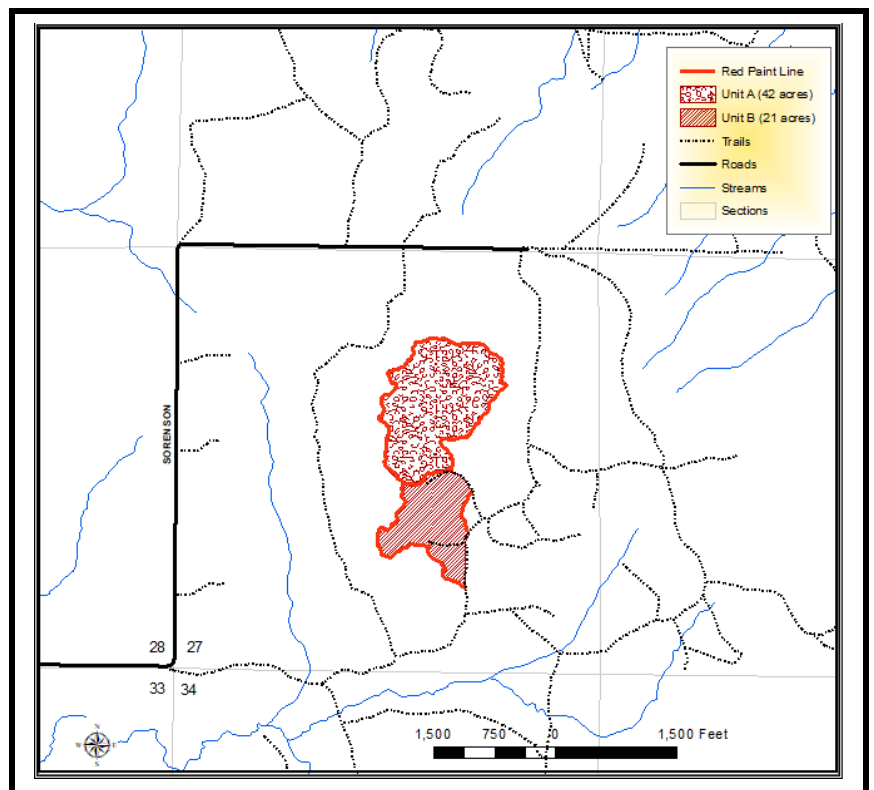 Red Paint Line
Unit A (42 acres)
Unit B (21 acres)
Trails
Roads
Streams
Sections
SORENSON
28 27
33 34
N
W E
S
1,500 750 0 1,500 Feet